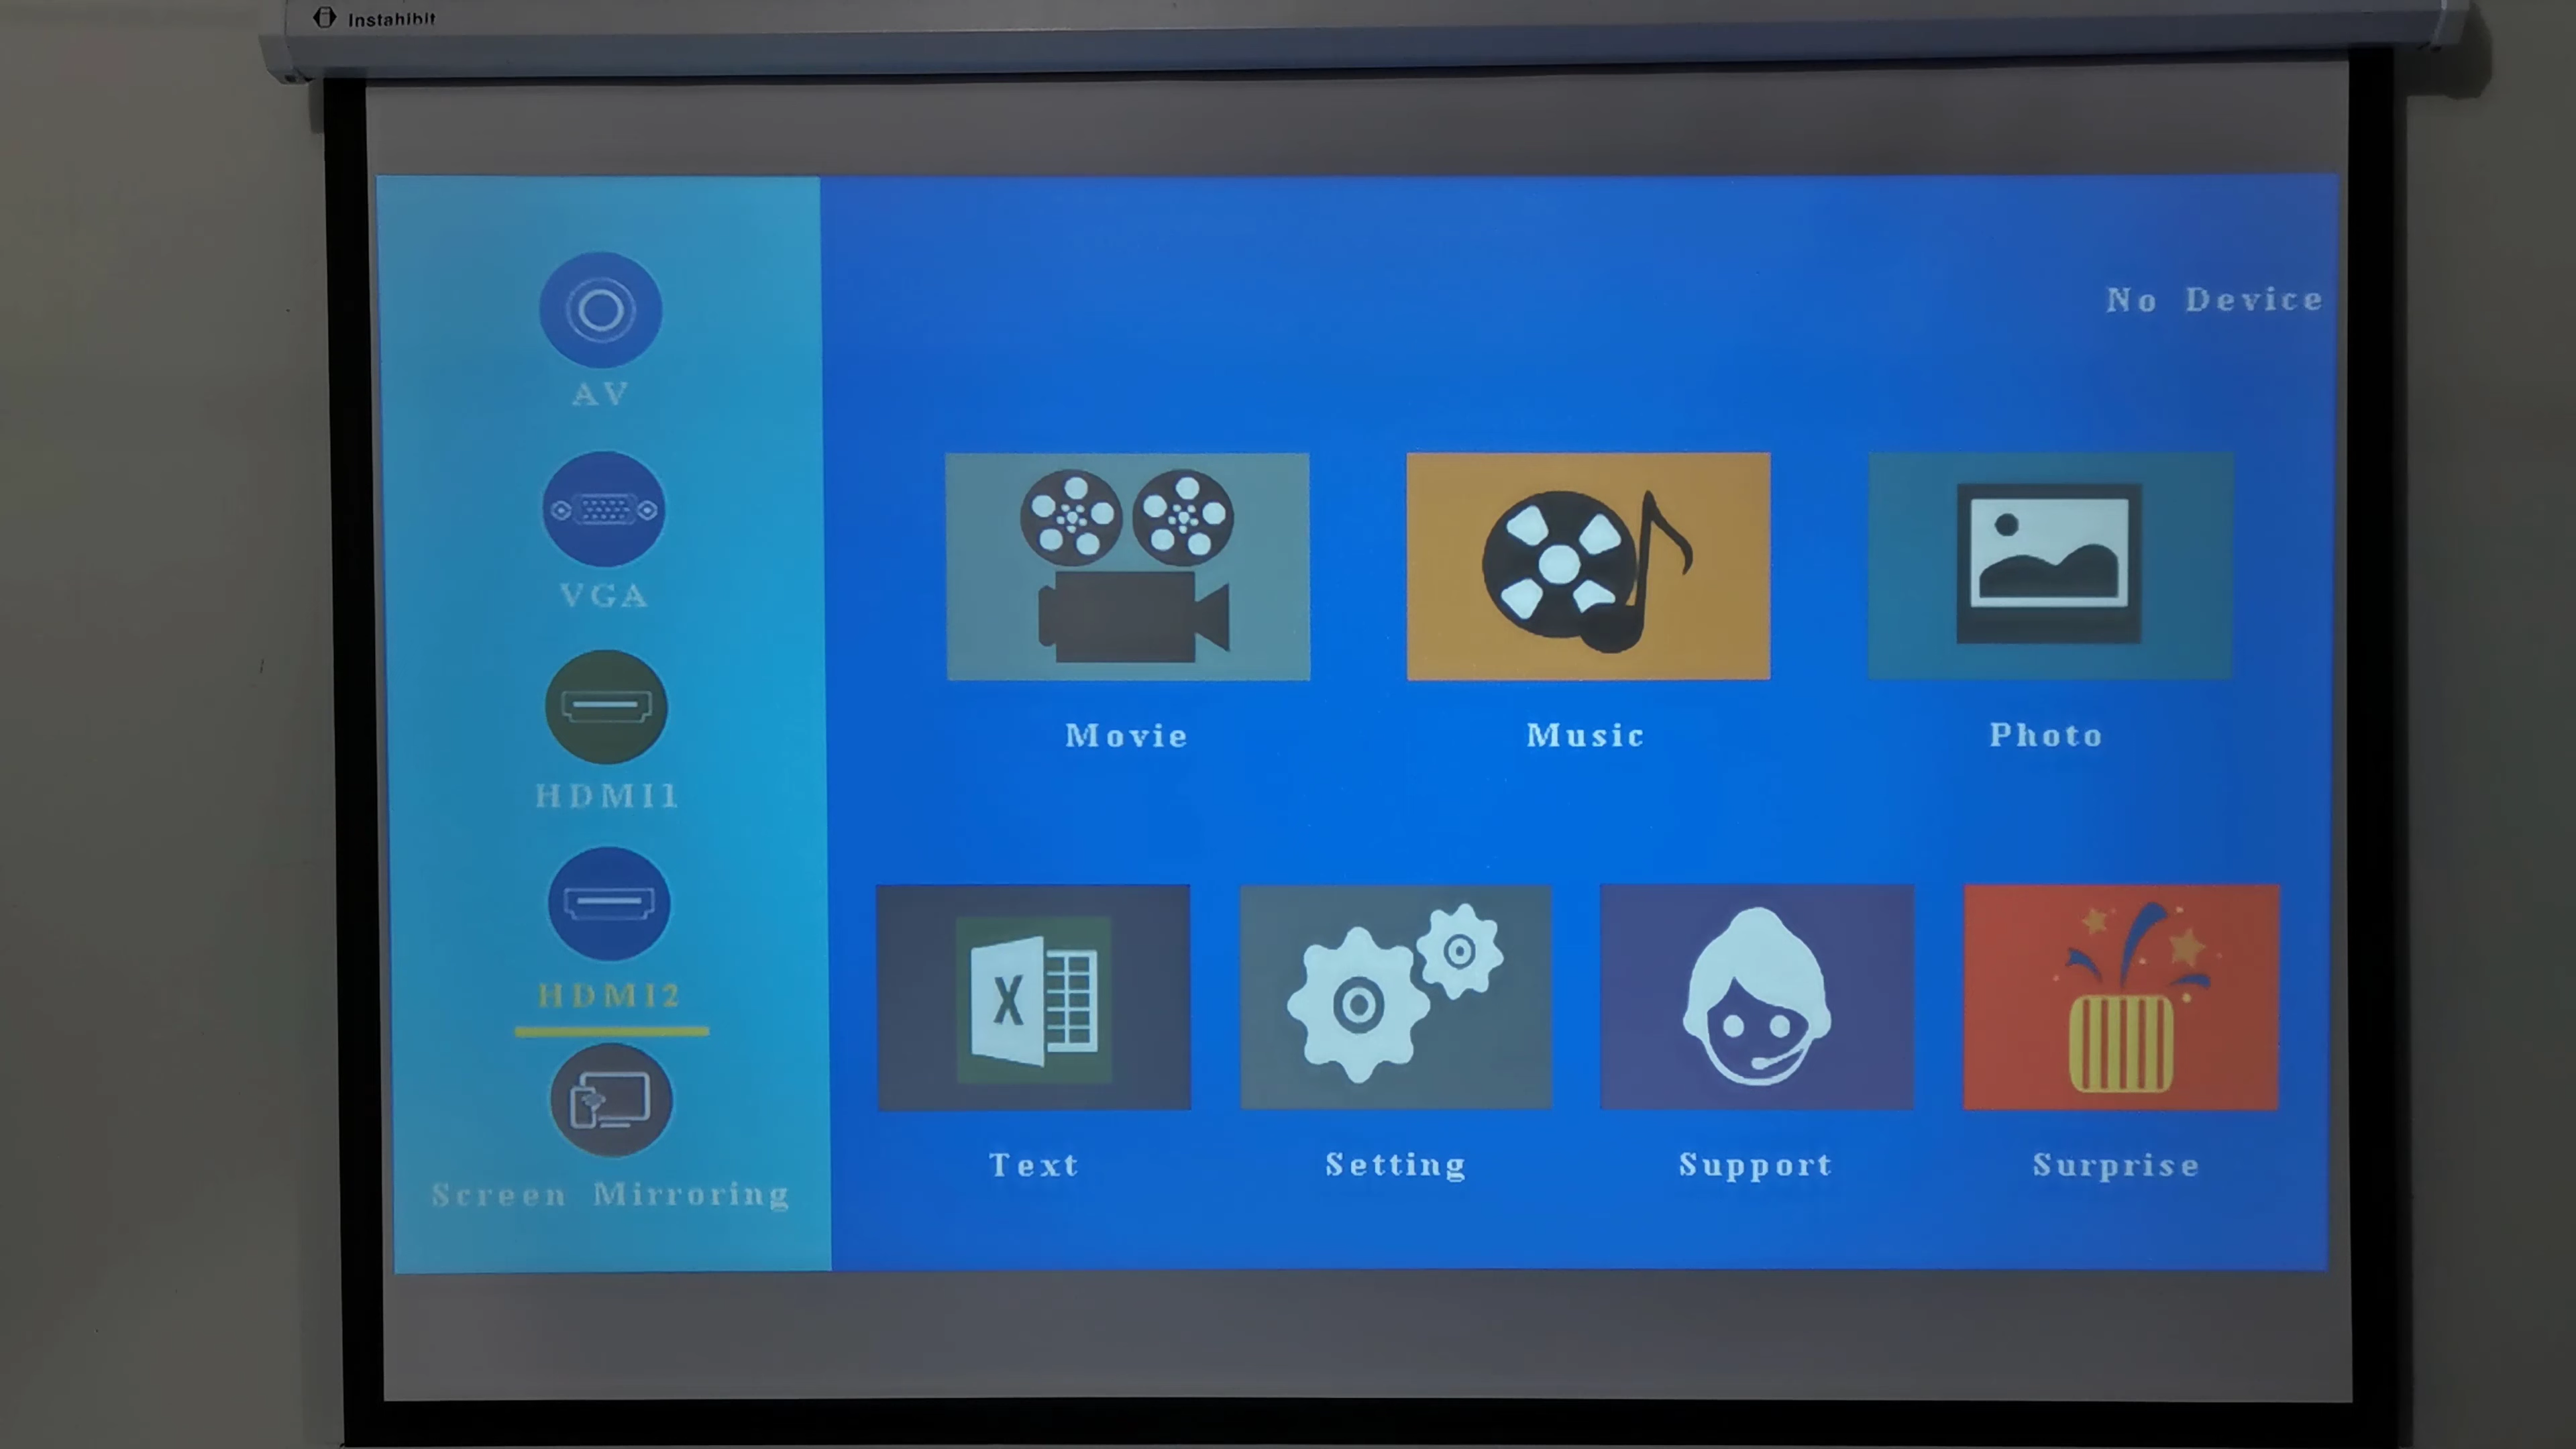 Instahibit
No Device
AV
VGA
HDMI1
HDMI2
Screen Mirroring
Movie
Music
Photo
X
Text
Setting
Support
Surprise